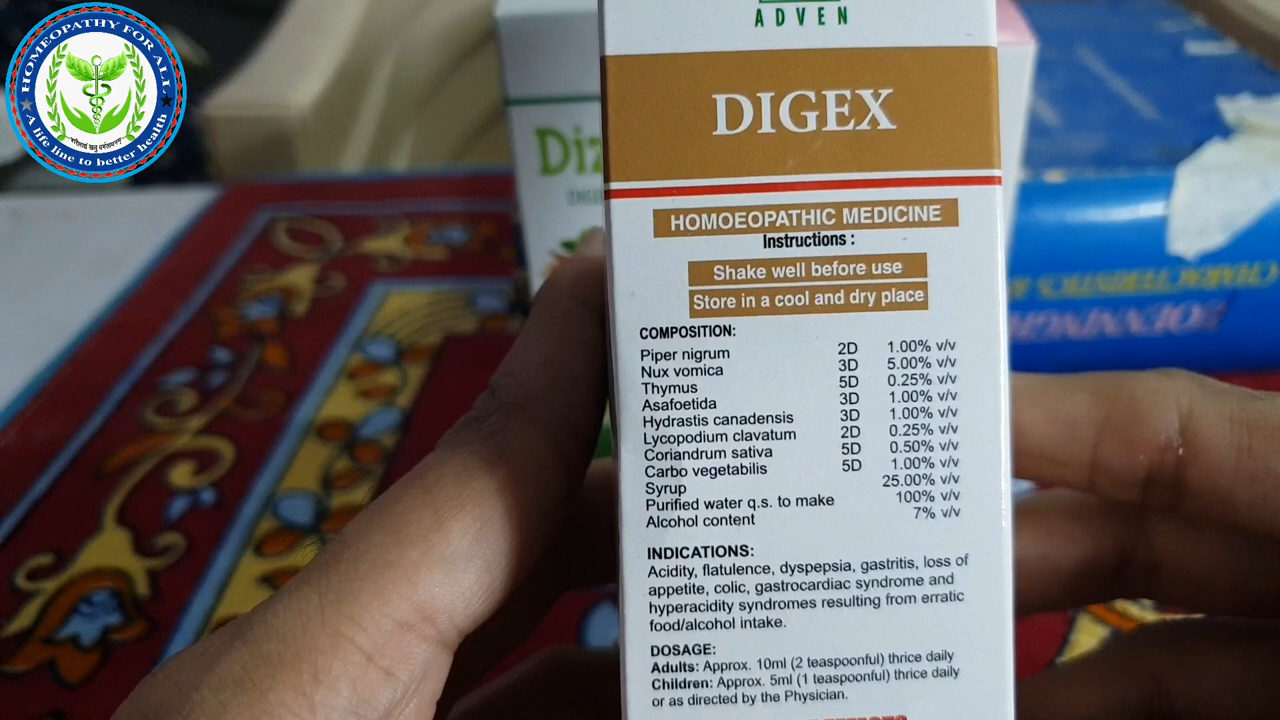 HOMEOPATHY FOR ALL
A life line to better health
ADVEN
DIGEX
Diz
HOMOEOPATHIC MEDICINE
Instructions :
Shake well before use
Store in a cool and dry place
COMPOSITION:
Piper nigrum 2D 1.00% v/v
Nux vomica 3D 5.00% v/v
Thymus 5D 0.25% v/v
Asafoetida 3D 1.00% v/v
Hydrastis canadensis 3D 1.00% v/v
Lycopodium clavatum 2D 0.25% v/v
Coriandrum sativa 5D 0.50% v/v
Carbo vegetabilis 5D 1.00% v/v
Syrup 25.00% v/v
Purified water q.s. to make 100% v/v
Alcohol content 7% v/v
INDICATIONS:
Acidity, flatulence, dyspepsia, gastritis, loss of
appetite, colic, gastrocardiac syndrome and
hyperacidity syndromes resulting from erratic
food/alcohol intake.
DOSAGE:
Adults: Approx. 10ml (2 teaspoonful) thrice daily
Children: Approx. 5ml (1 teaspoonful) thrice daily
or as directed by the Physician.